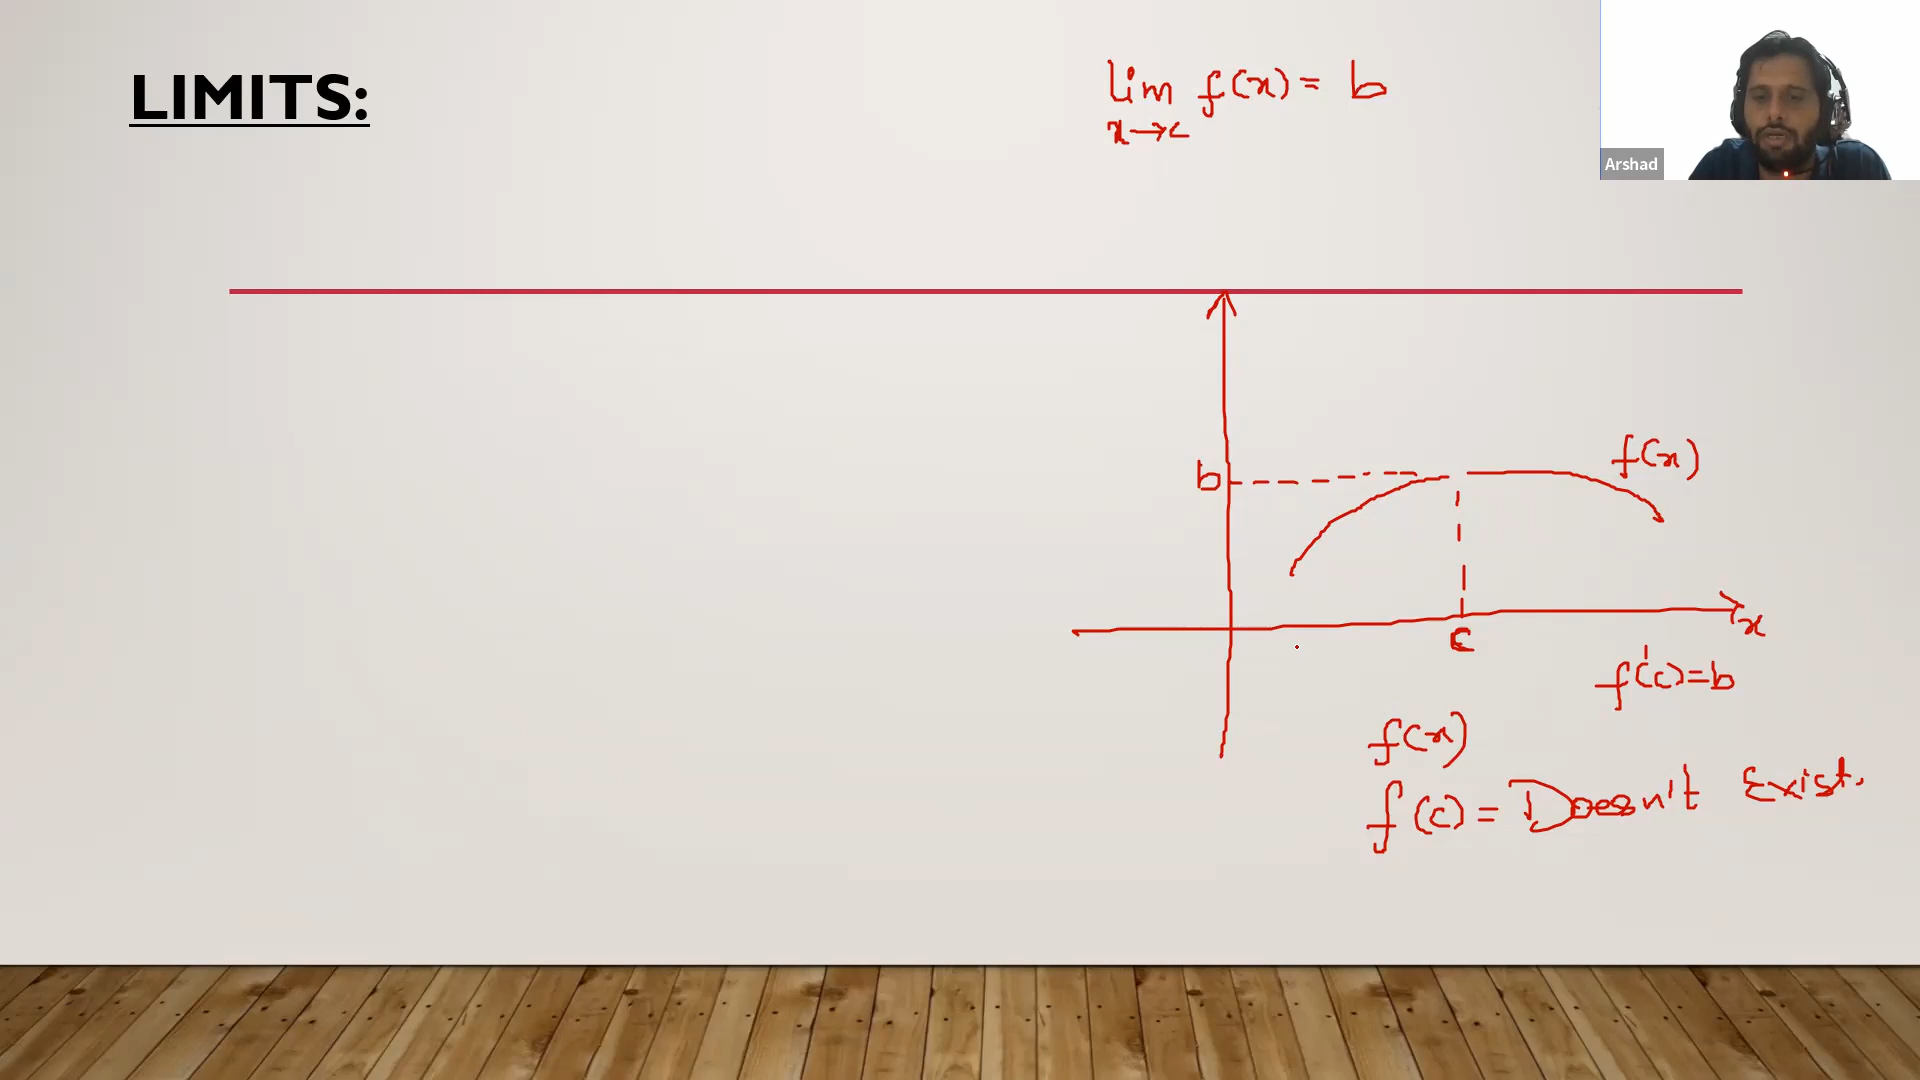 LIMITS:
lim f(x) = b
x→c
Arshad
f(x)
b
c
x
f'(c)=b
f(x)
f(c) = Doesn't Exist.